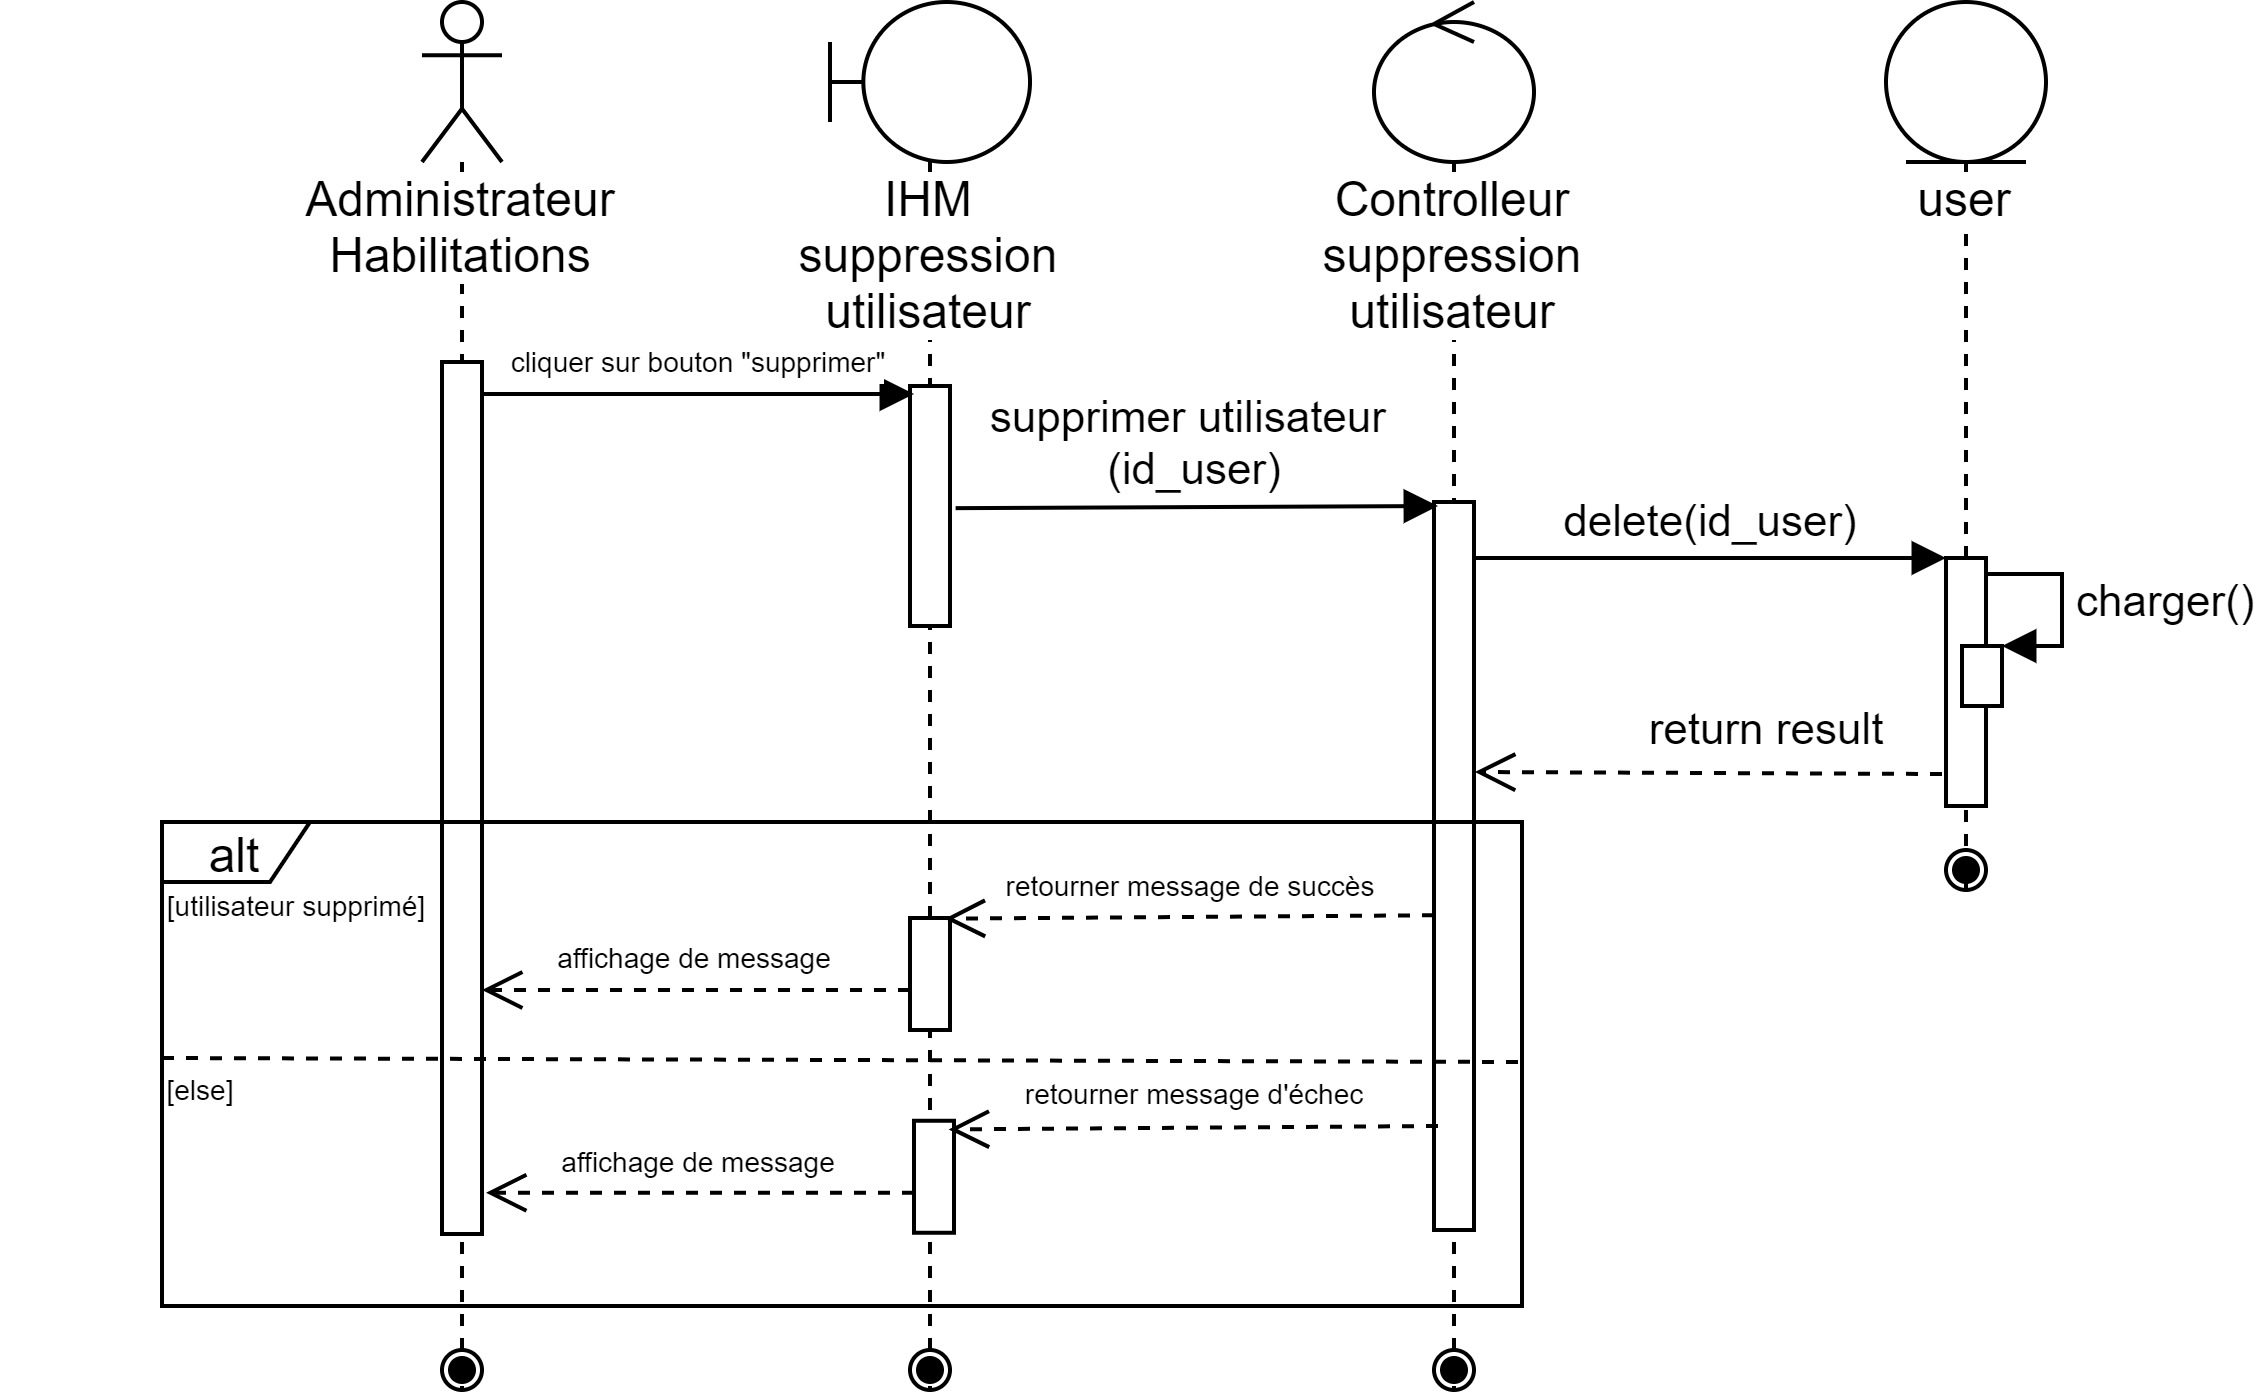 Administrateur
Habilitations
IHM
suppression
utilisateur
Controlleur
suppression
utilisateur
user
cliquer sur bouton "supprimer"
supprimer utilisateur
(id_user)
delete(id_user)
charger()
return result
alt
[utilisateur supprimé]
retourner message de succès
affichage de message
[else]
retourner message d'échec
affichage de message